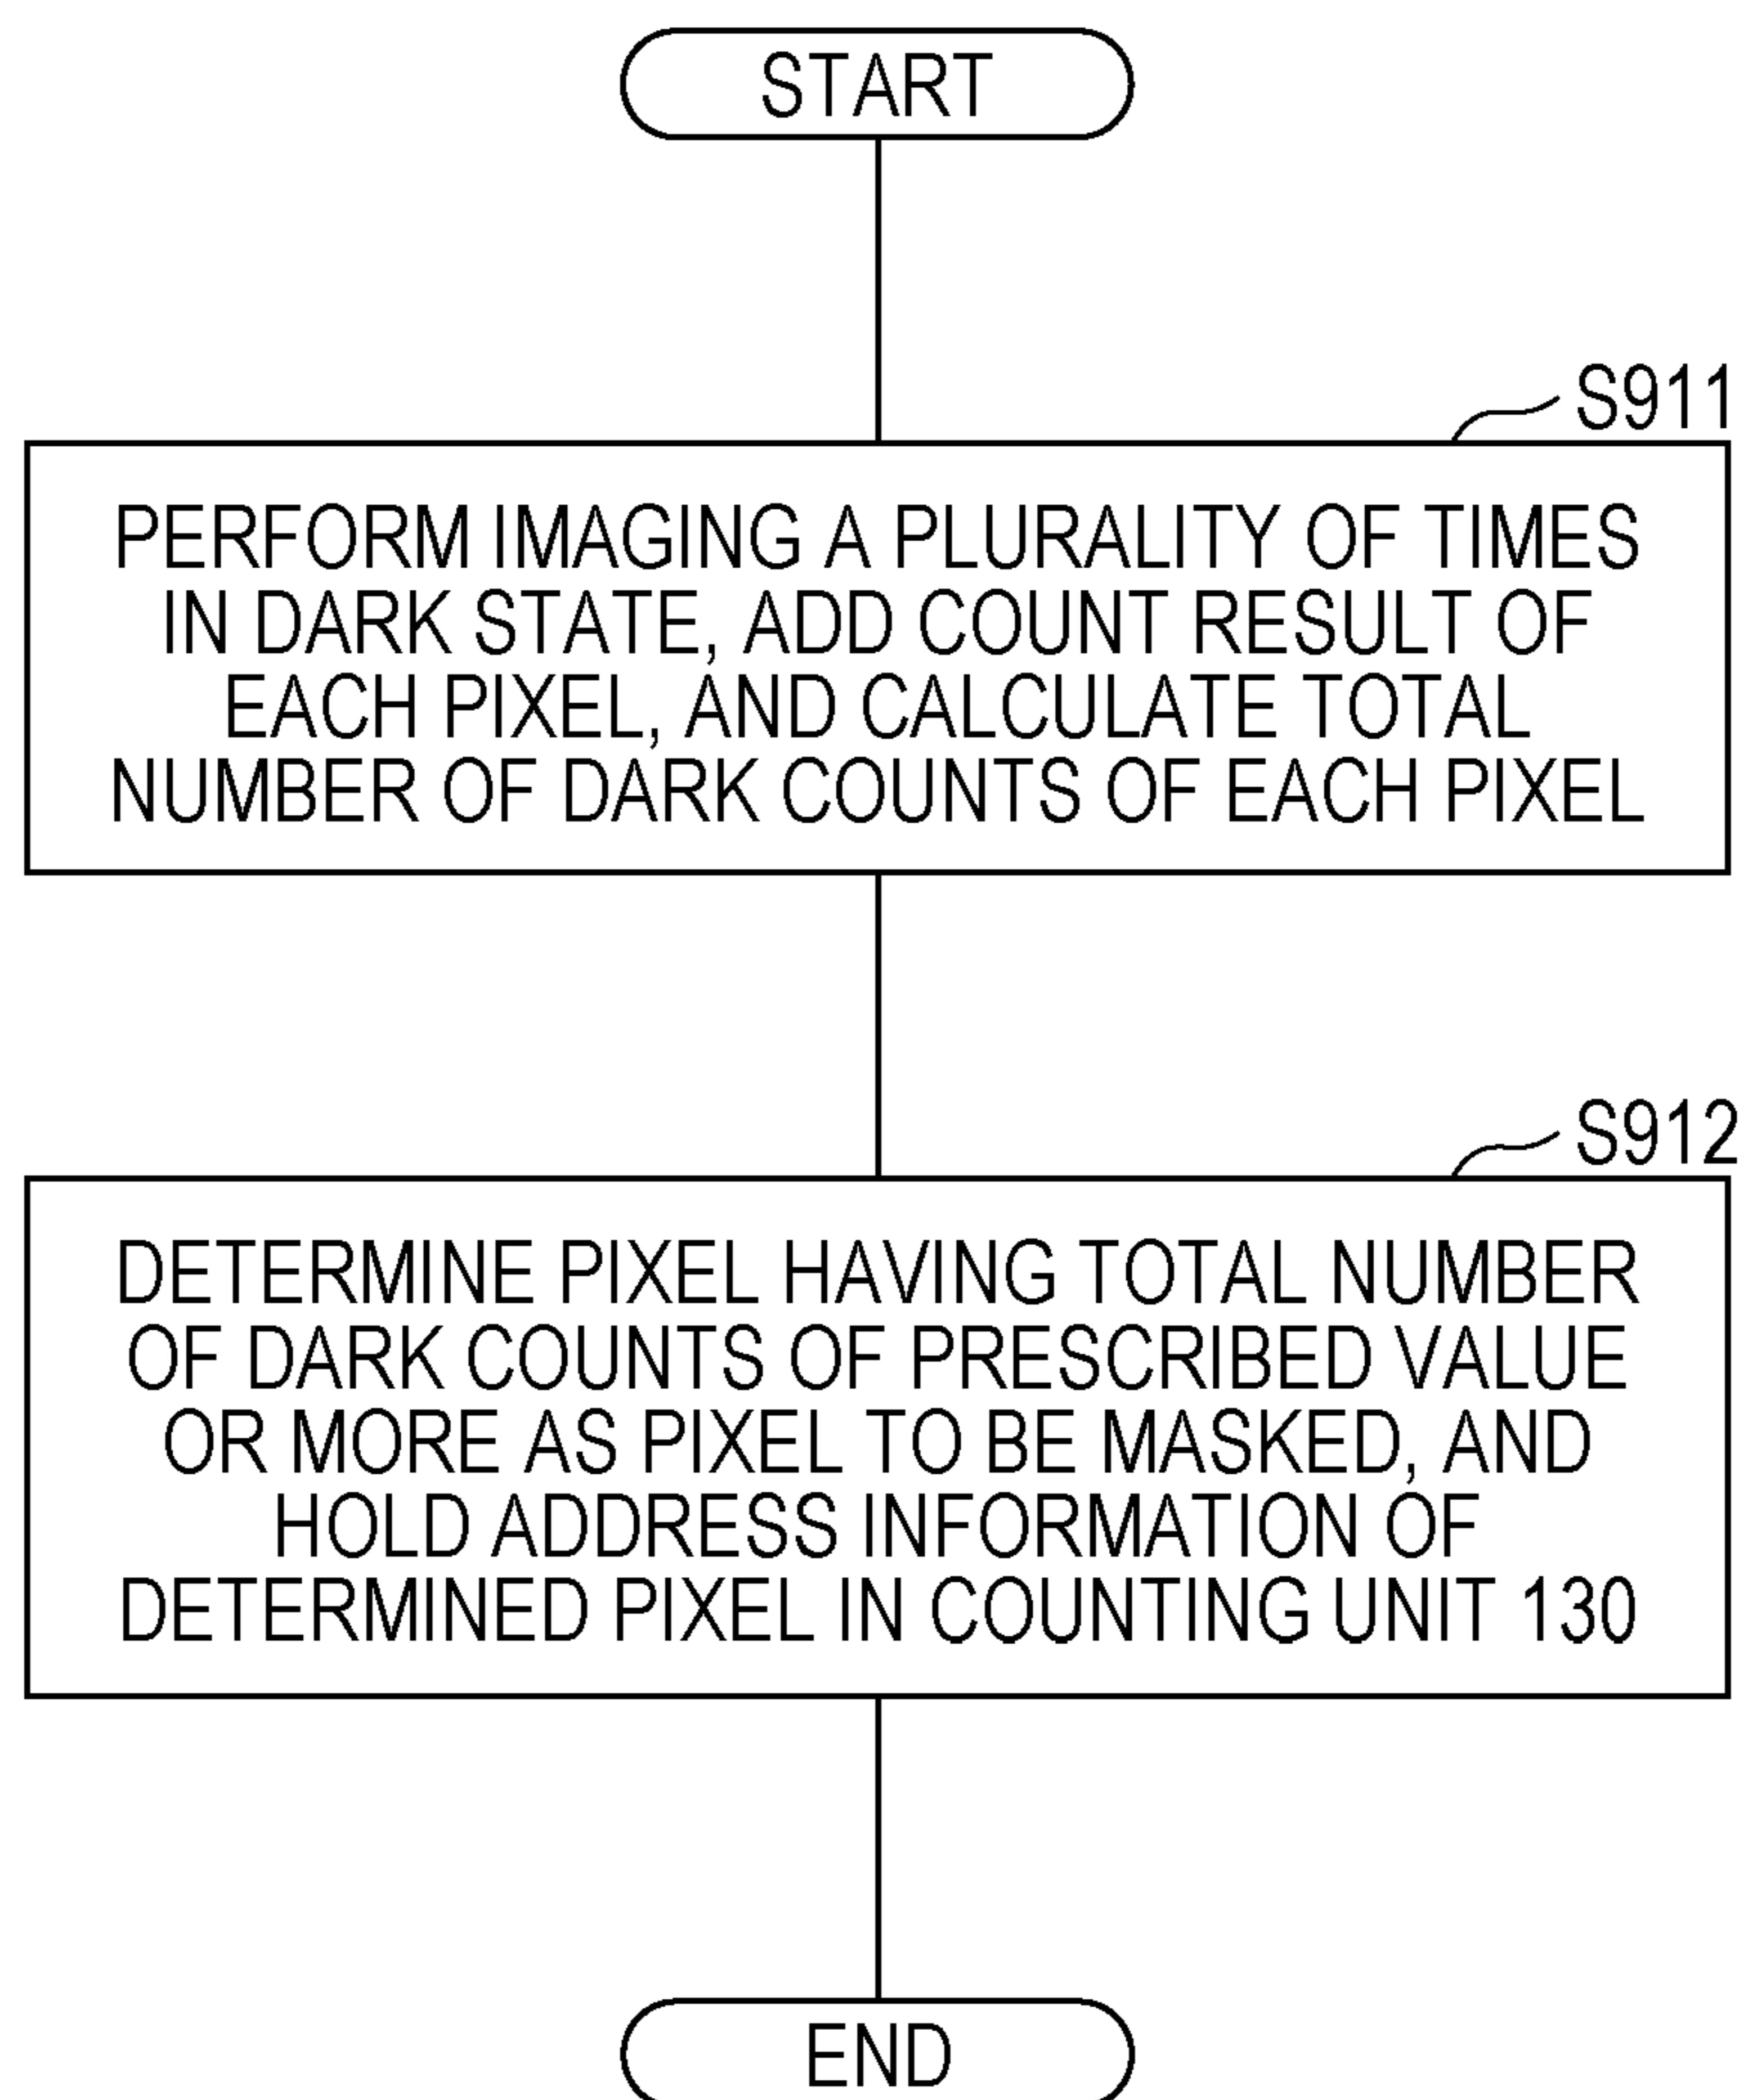 START
S911
PERFORM IMAGING A PLURALITY OF TIMES
IN DARK STATE, ADD COUNT RESULT OF
EACH PIXEL, AND CALCULATE TOTAL
NUMBER OF DARK COUNTS OF EACH PIXEL
S912
DETERMINE PIXEL HAVING TOTAL NUMBER
OF DARK COUNTS OF PRESCRIBED VALUE
OR MORE AS PIXEL TO BE MASKED, AND
HOLD ADDRESS INFORMATION OF
DETERMINED PIXEL IN COUNTING UNIT 130
END